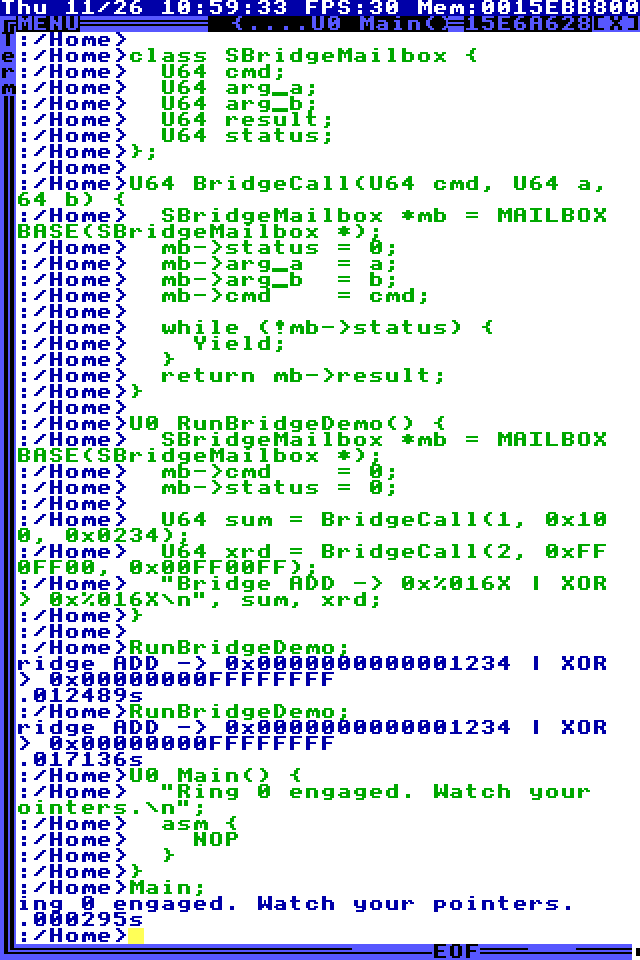 Thu 11/26 10:59:33 FPS:30 Mem:0015EBB800
MENU {....U0 Main() 15E6A628[X]
Term
:/Home>
:/Home>class SBridgeMailbox {
:/Home>  U64 cmd;
:/Home>  U64 arg_a;
:/Home>  U64 arg_b;
:/Home>  U64 result;
:/Home>  U64 status;
:/Home>};
:/Home>
:/Home>U64 BridgeCall(U64 cmd, U64 a,
64 b) {
:/Home>  SBridgeMailbox *mb = MAILBOX
BASE(SBridgeMailbox *);
:/Home>  mb->status = 0;
:/Home>  mb->arg_a  = a;
:/Home>  mb->arg_b  = b;
:/Home>  mb->cmd    = cmd;
:/Home>
:/Home>  while (!mb->status) {
:/Home>    Yield;
:/Home>  }
:/Home>  return mb->result;
:/Home>}
:/Home>
:/Home>U0 RunBridgeDemo() {
:/Home>  SBridgeMailbox *mb = MAILBOX
BASE(SBridgeMailbox *);
:/Home>  mb->cmd    = 0;
:/Home>  mb->status = 0;
:/Home>
:/Home>  U64 sum = BridgeCall(1, 0x10
0, 0x0234);
:/Home>  U64 xrd = BridgeCall(2, 0xFF
0FF00, 0x00FF00FF);
:/Home>  "Bridge ADD -> 0x%016X | XOR
> 0x%016X\n", sum, xrd;
:/Home>}
:/Home>
:/Home>RunBridgeDemo;
ridge ADD -> 0x0000000000001234 | XOR
> 0x00000000FFFFFFFF
.012489s
:/Home>RunBridgeDemo;
ridge ADD -> 0x0000000000001234 | XOR
> 0x00000000FFFFFFFF
.017136s
:/Home>U0 Main() {
:/Home>  "Ring 0 engaged. Watch your
ointers.\n";
:/Home>  asm {
:/Home>    NOP
:/Home>  }
:/Home>}
:/Home>Main;
ing 0 engaged. Watch your pointers.
.000295s
:/Home>
EOF